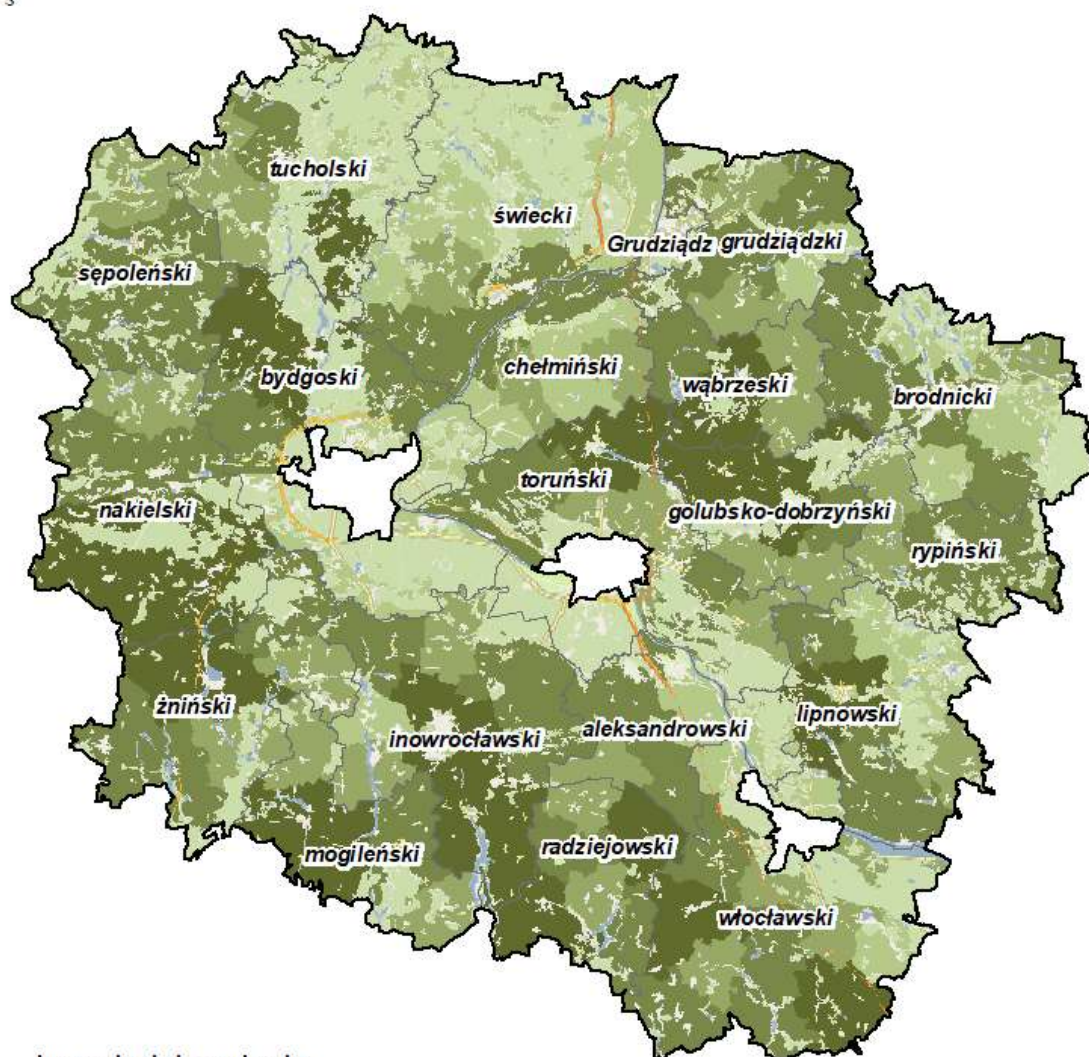 tucholski
świecki
Grudziądz grudziądzki
sępoleński
chełmiński
bydgoski
wąbrzeski
brodnicki
toruński
nakielski
golubsko-dobrzyński
rypiński
żniński
lipnowski
aleksandrowski
inowrocławski
radziejowski
mogileński
włocławski